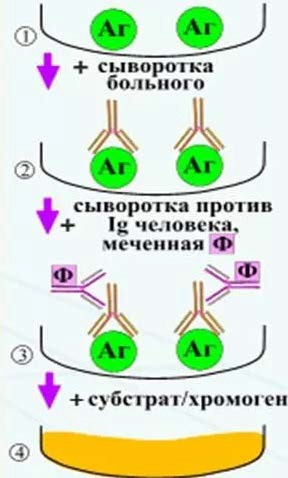 ① Аг Аг
+ сыворотка
больного
② Аг Аг
сыворотка против
+ Ig человека,
меченная Ф
Ф Ф
③ Аг Аг
+ субстрат/хромоген
④